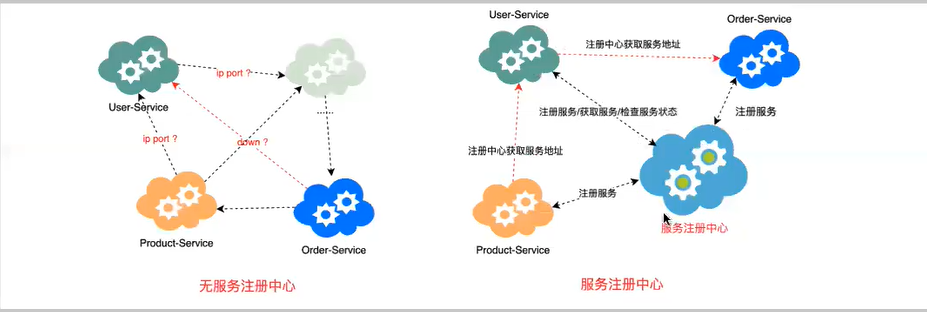 User-Service
ip port ?
......
ip port ?
down ?
Product-Service
Order-Service
无服务注册中心
User-Service
Order-Service
注册中心获取服务地址
注册服务/获取服务/检查服务状态
注册服务
注册中心获取服务地址
注册服务
服务注册中心
Product-Service
服务注册中心